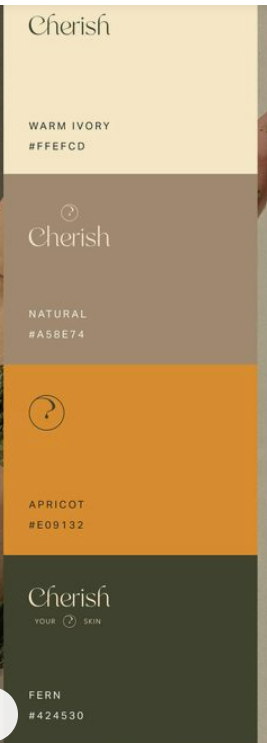 Cherish
WARM IVORY
#FFEFCD
Cherish
NATURAL
#A58E74
APRICOT
#E09132
Cherish
YOUR SKIN
FERN
#424530